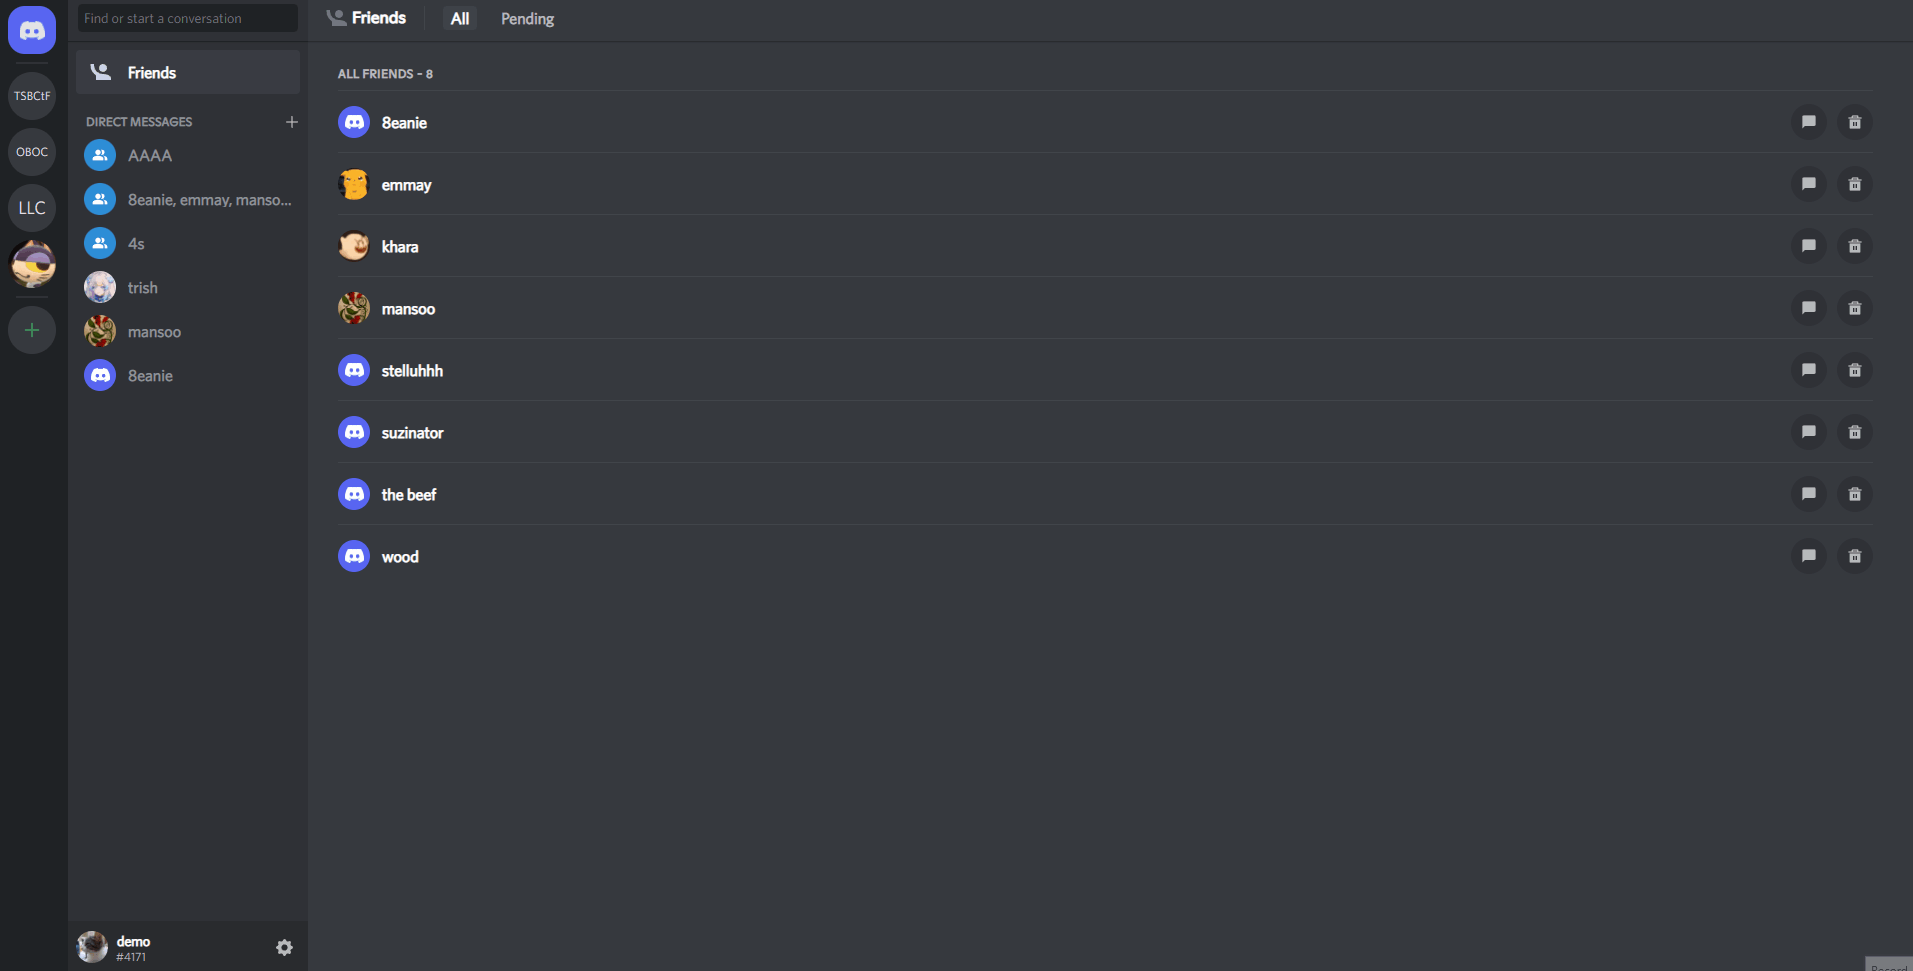 Find or start a conversation
Friends
All
Pending
TSBCtF
OBOC
LLC
Friends
DIRECT MESSAGES
AAAA
8eanie, emmay, manso...
4s
trish
mansoo
8eanie
demo
#4171
ALL FRIENDS – 8
8eanie
emmay
khara
mansoo
stelluhhh
suzinator
the beef
wood